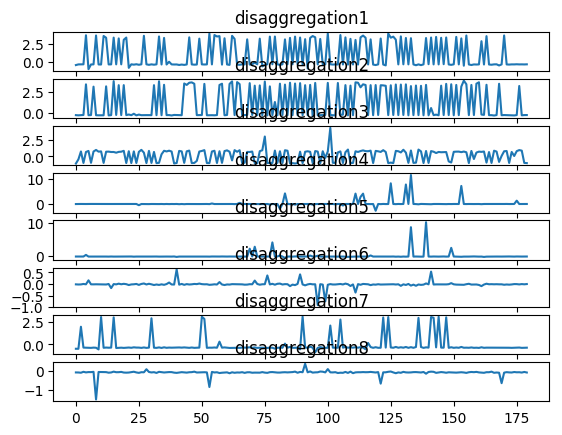 disaggregation1
2.5
0.0
disaggregation2
2.5
0.0
disaggregation3
2.5
0.0
disaggregation4
10
0
disaggregation5
10
0
disaggregation6
0.5
0.0
−0.5
−1.0
disaggregation7
2.5
0.0
disaggregation8
0
−1
0 25 50 75 100 125 150 175